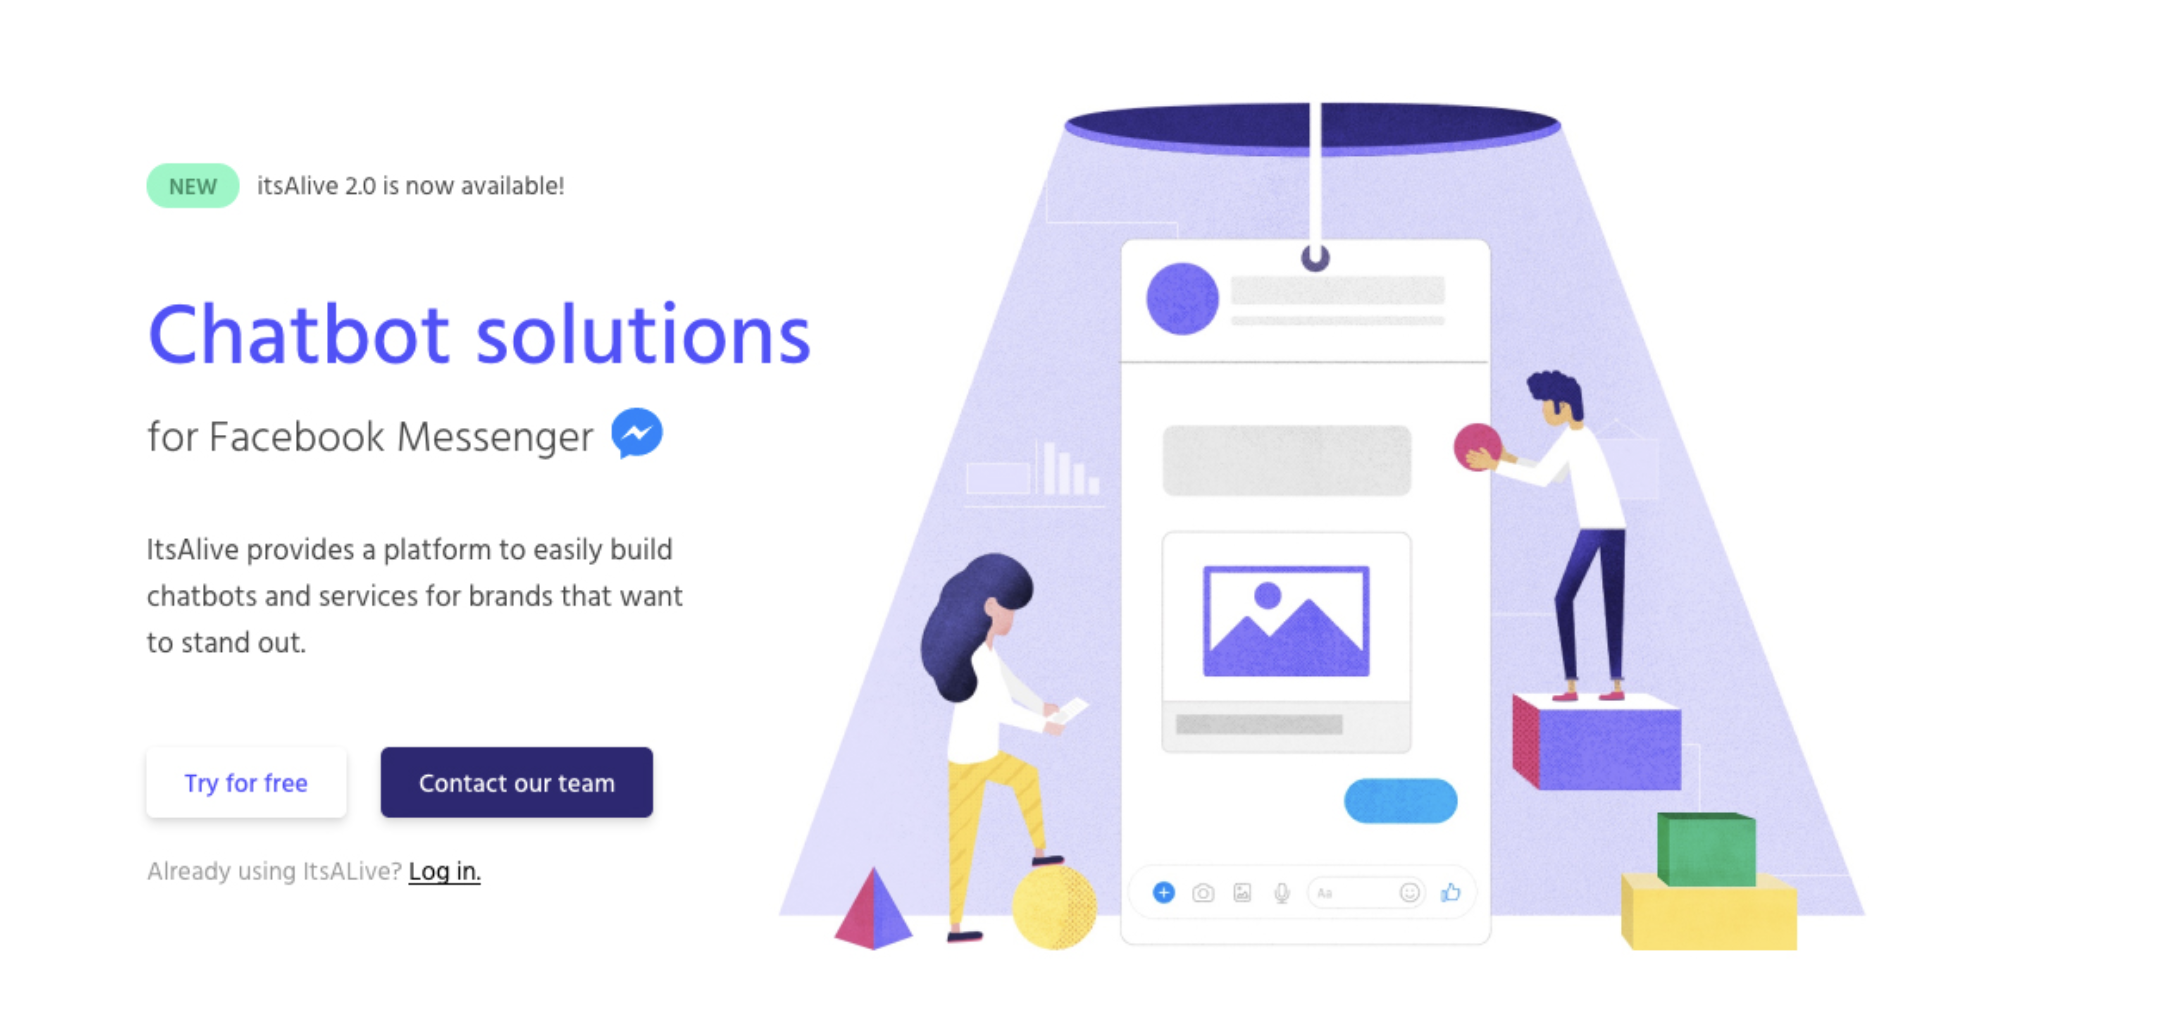 NEW itsAlive 2.0 is now available!
Chatbot solutions
for Facebook Messenger
ItsAlive provides a platform to easily build
chatbots and services for brands that want
to stand out.
Try for free Contact our team
Already using ItsALive? Log in.
Aa